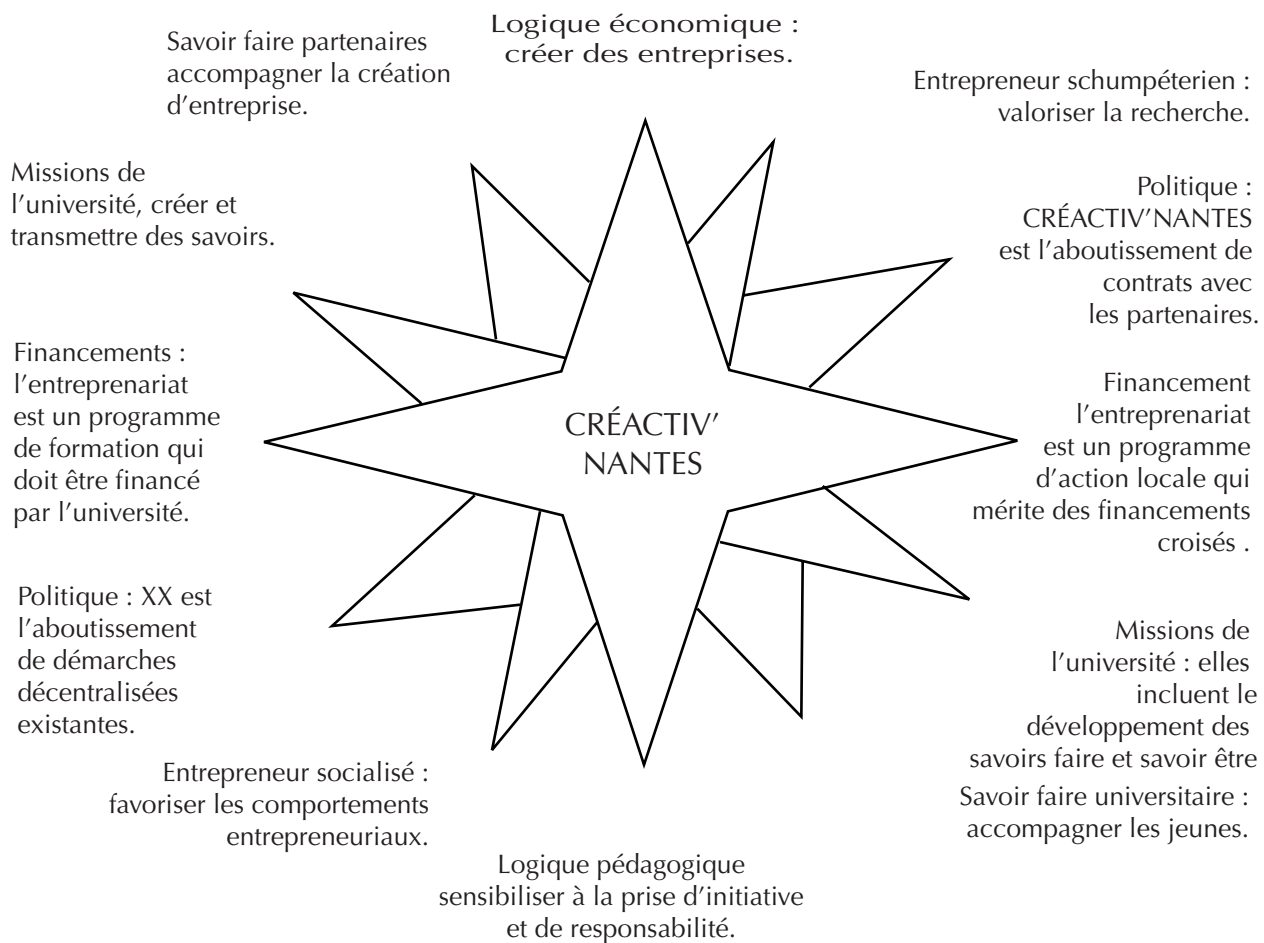 Logique économique :
créer des entreprises.
Savoir faire partenaires
accompagner la création
d'entreprise.
Entrepreneur schumpéterien :
valoriser la recherche.
Missions de
l'université, créer et
transmettre des savoirs.
Politique :
CRÉACTIV'NANTES
est l'aboutissement de
contrats avec
les partenaires.
Financements :
l'entreprenariat
est un programme
de formation qui
doit être financé
par l'université.
CRÉACTIV'
NANTES
Financement
l'entreprenariat
est un programme
d'action locale qui
mérite des financements
croisés .
Politique : XX est
l'aboutissement
de démarches
décentralisées
existantes.
Missions de
l'université : elles
incluent le
développement des
savoirs faire et savoir être
Entrepreneur socialisé :
favoriser les comportements
entrepreneuriaux.
Savoir faire universitaire :
accompagner les jeunes.
Logique pédagogique
sensibiliser à la prise d'initiative
et de responsabilité.